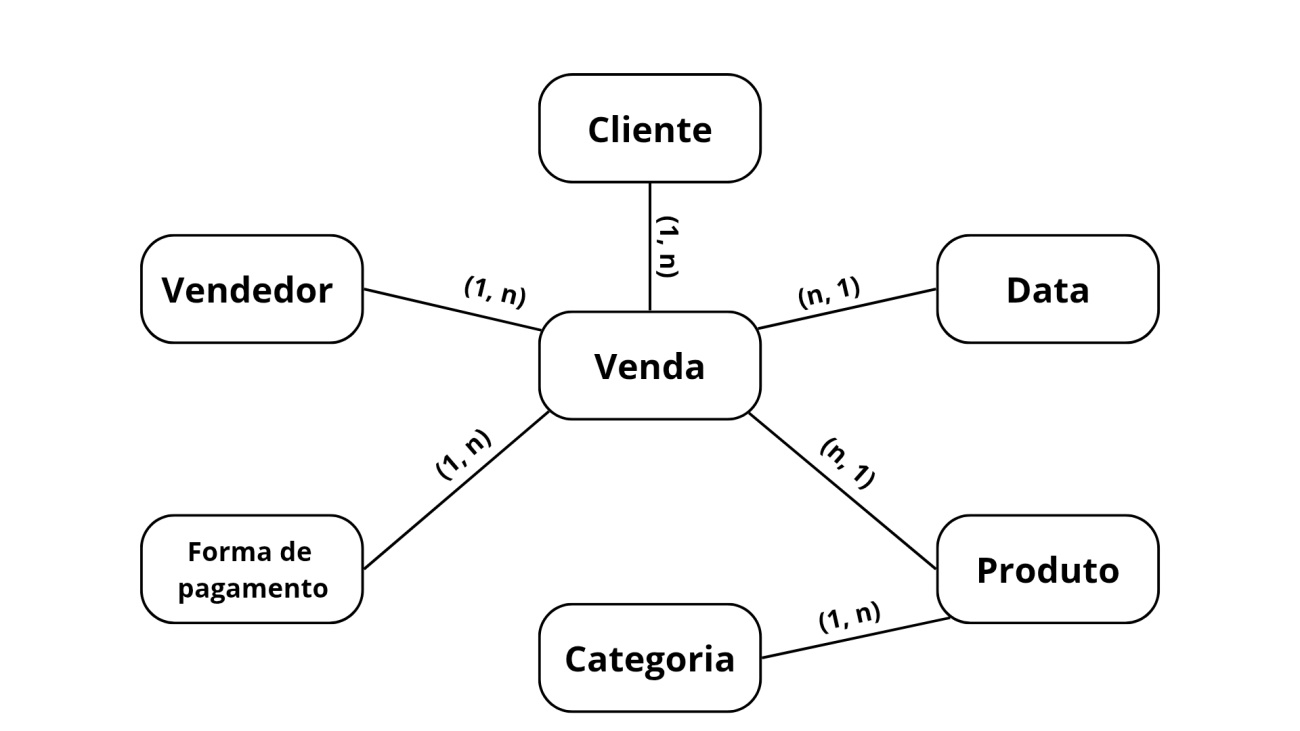 Cliente
(1, n)
Vendedor
(1, n)
(n, 1)
Data
Venda
(1, n)
(n, 1)
Forma de
pagamento
Produto
(1, n)
Categoria